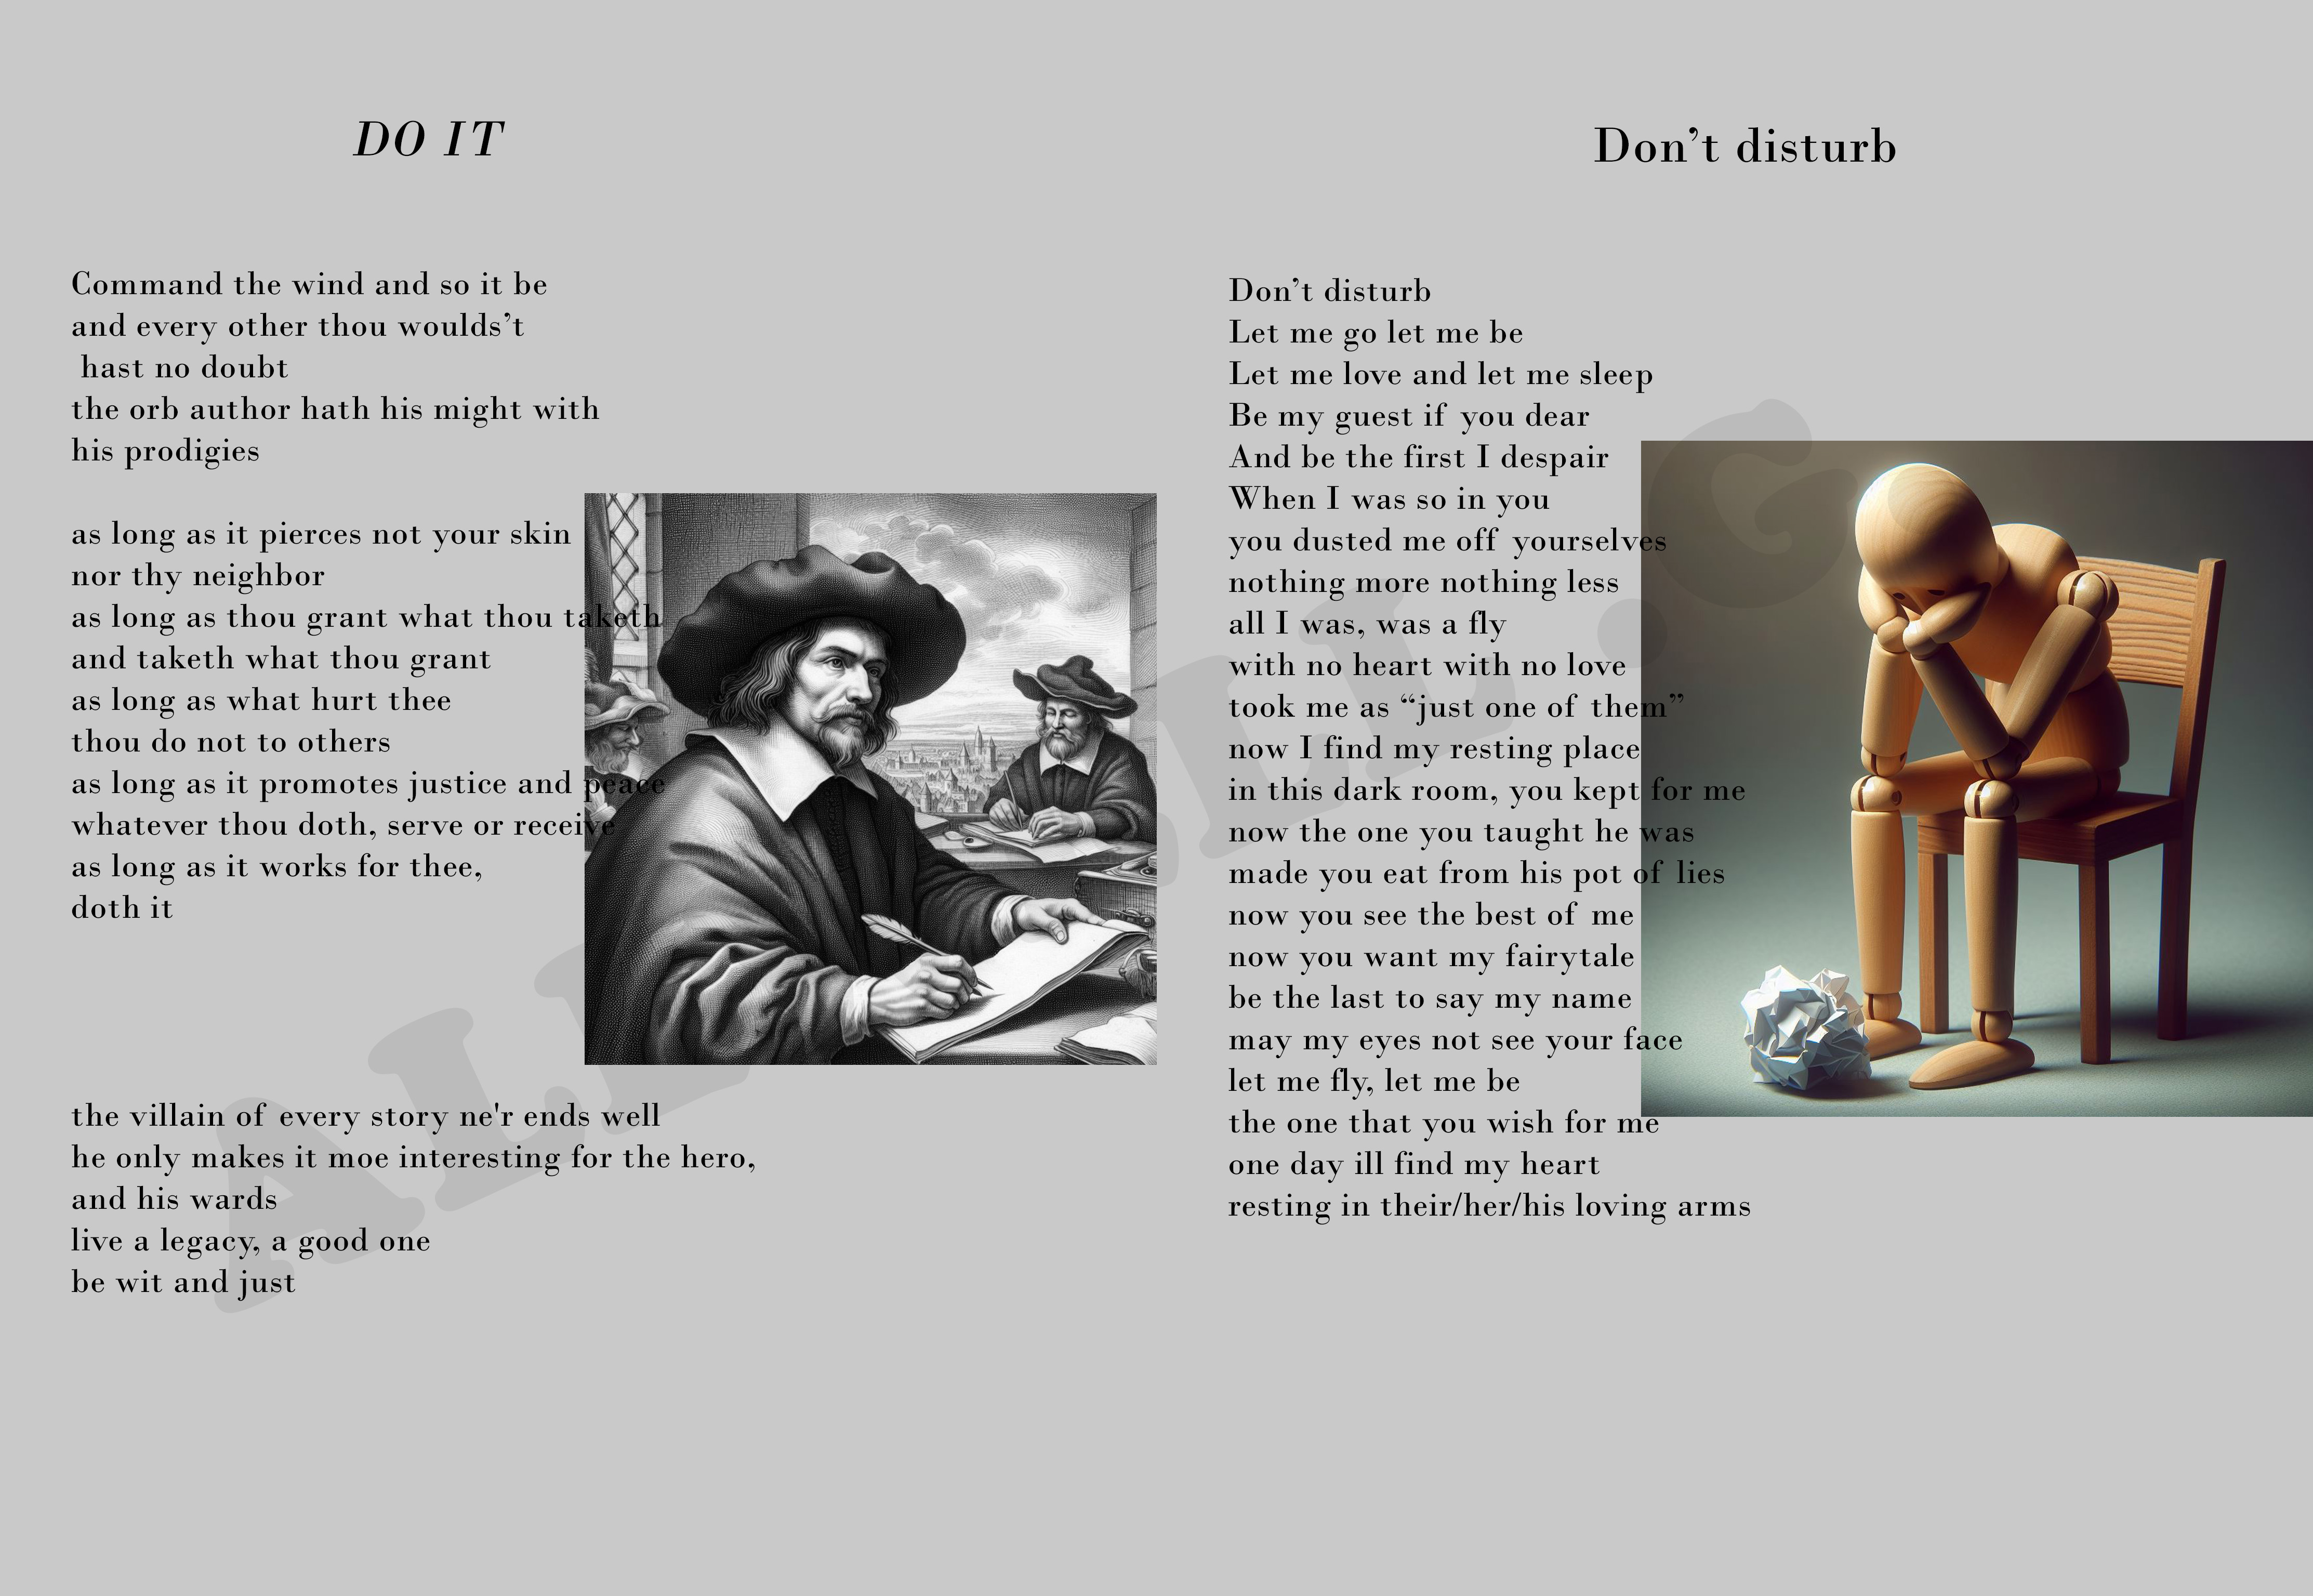 DO IT
Command the wind and so it be
and every other thou woulds’t
hast no doubt
the orb author hath his might with
his prodigies
as long as it pierces not your skin
nor thy neighbor
as long as thou grant what thou taketh
and taketh what thou grant
as long as what hurt thee
thou do not to others
as long as it promotes justice and peace
whatever thou doth, serve or receive
as long as it works for thee,
doth it
the villain of every story ne'r ends well
he only makes it moe interesting for the hero,
and his wards
live a legacy, a good one
be wit and just
Don’t disturb
Don’t disturb
Let me go let me be
Let me love and let me sleep
Be my guest if you dear
And be the first I despair
When I was so in you
you dusted me off yourselves
nothing more nothing less
all I was, was a fly
with no heart with no love
took me as “just one of them”
now I find my resting place
in this dark room, you kept for me
now the one you taught he was
made you eat from his pot of lies
now you see the best of me
now you want my fairytale
be the last to say my name
may my eyes not see your face
let me fly, let me be
the one that you wish for me
one day ill find my heart
resting in their/her/his loving arms